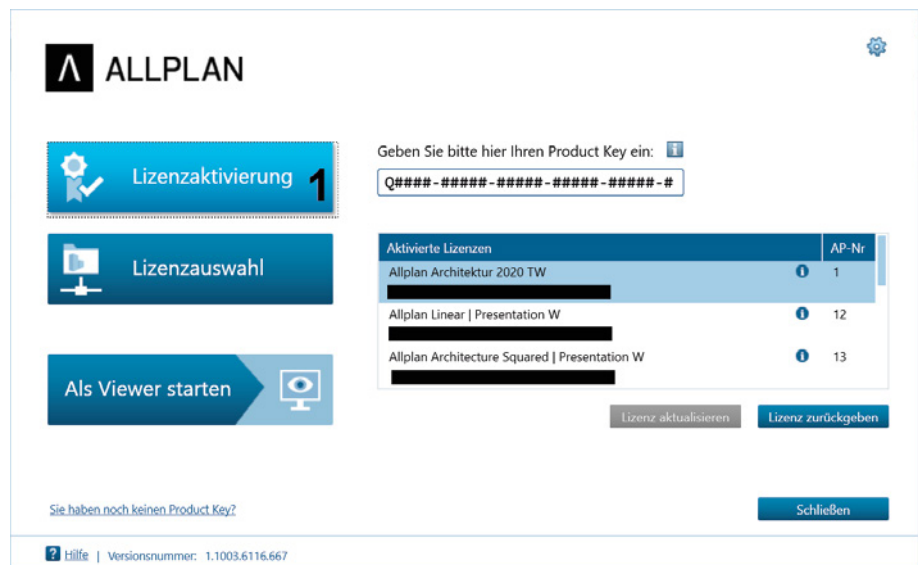 ALLPLAN
Lizenzaktivierung 1
Lizenzauswahl
Als Viewer starten
Geben Sie bitte hier Ihren Product Key ein:
Q####-#####-#####-#####-#####-#
Aktivierte Lizenzen AP-Nr
Allplan Architektur 2020 TW 1
Allplan Linear | Presentation W 12
Allplan Architecture Squared | Presentation W 13
Lizenz aktualisieren Lizenz zurückgeben
Sie haben noch keinen Product Key?
Schließen
? Hilfe | Versionsnummer: 1.1003.6116.667